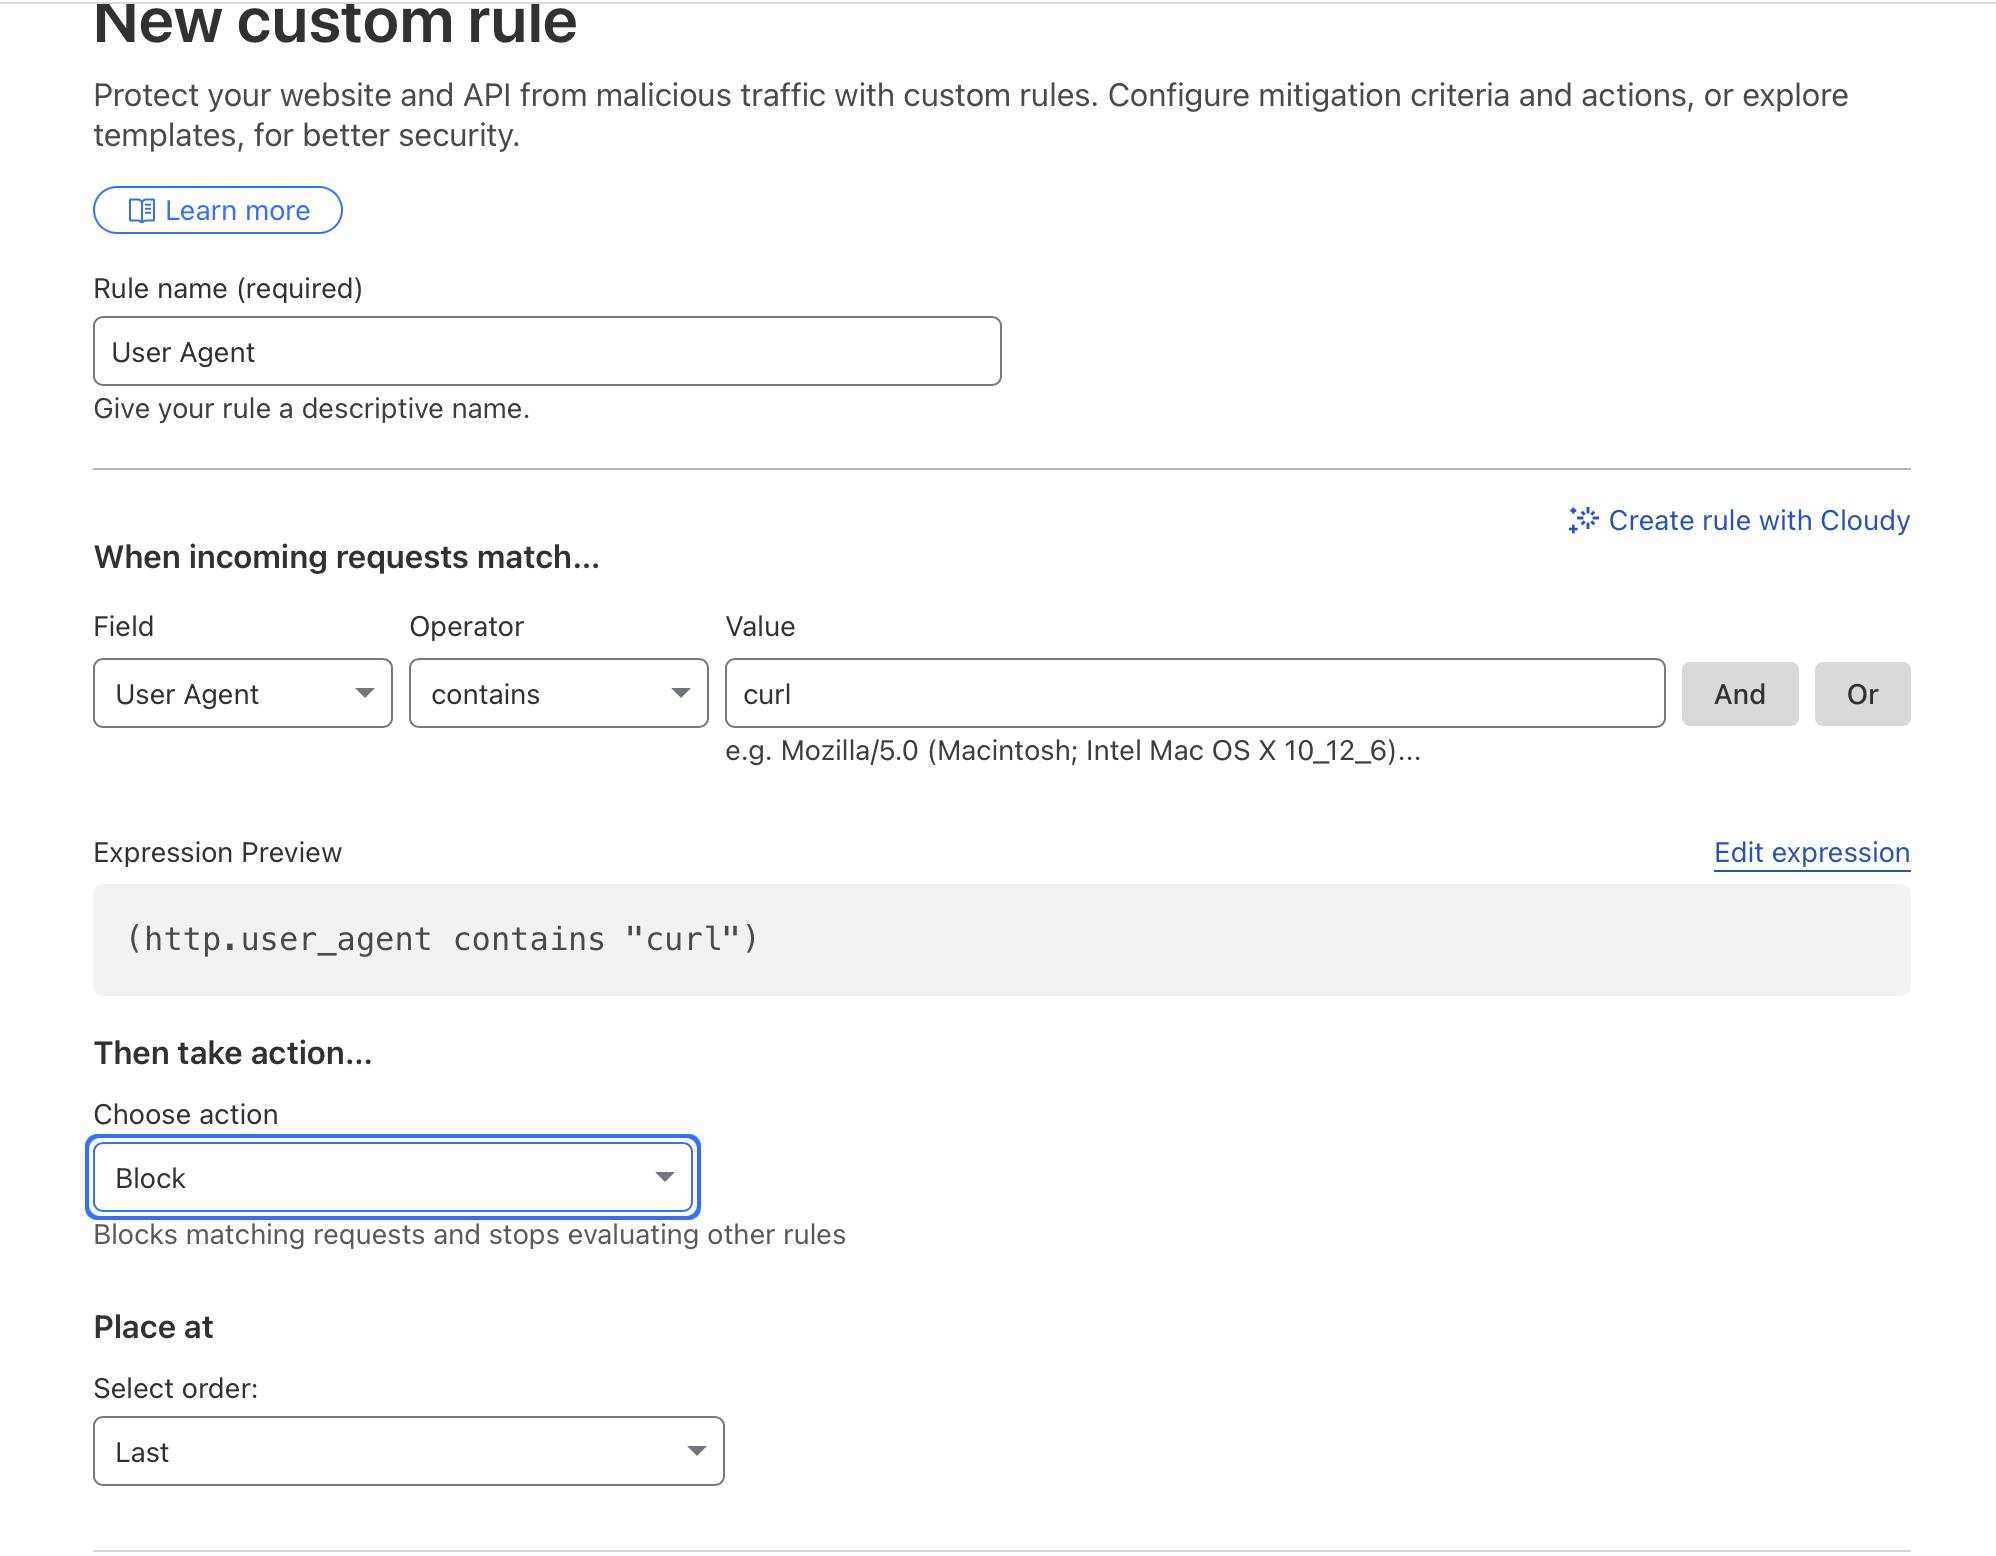 New custom rule
Protect your website and API from malicious traffic with custom rules. Configure mitigation criteria and actions, or explore
templates, for better security.
Learn more
Rule name (required)
User Agent
Give your rule a descriptive name.
Create rule with Cloudy
When incoming requests match...
Field Operator Value
User Agent contains curl And Or
e.g. Mozilla/5.0 (Macintosh; Intel Mac OS X 10_12_6)...
Expression Preview Edit expression
(http.user_agent contains "curl")
Then take action...
Choose action
Block
Blocks matching requests and stops evaluating other rules
Place at
Select order:
Last